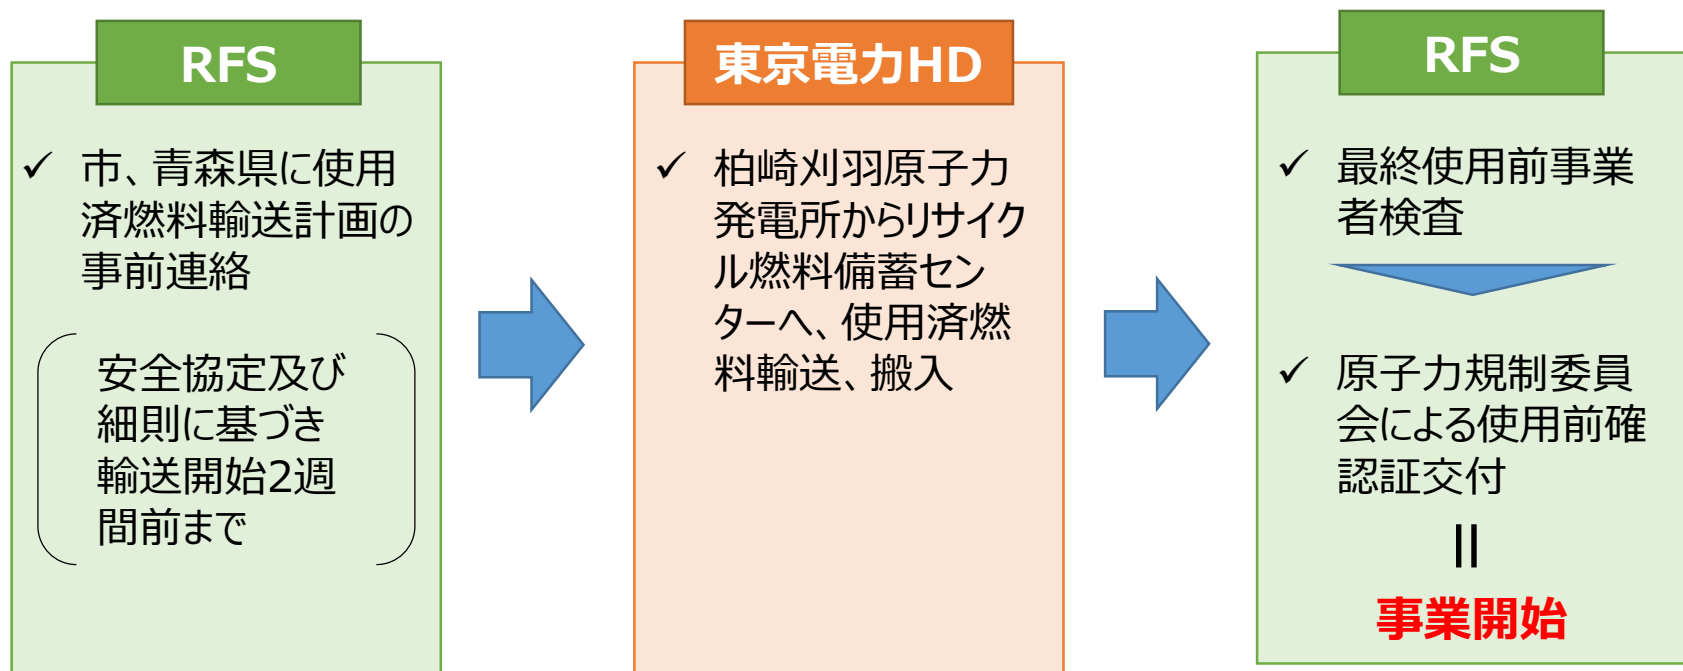 RFS
✓ 市、青森県に使用
済燃料輸送計画の
事前連絡
安全協定及び
細則に基づき
輸送開始2週
間前まで
東京電力HD
✓ 柏崎刈羽原子力
発電所からリサイク
ル燃料備蓄セン
ターへ、使用済燃
料輸送、搬入
RFS
✓ 最終使用前事業
者検査
✓ 原子力規制委員
会による使用前確
認証交付
||
事業開始